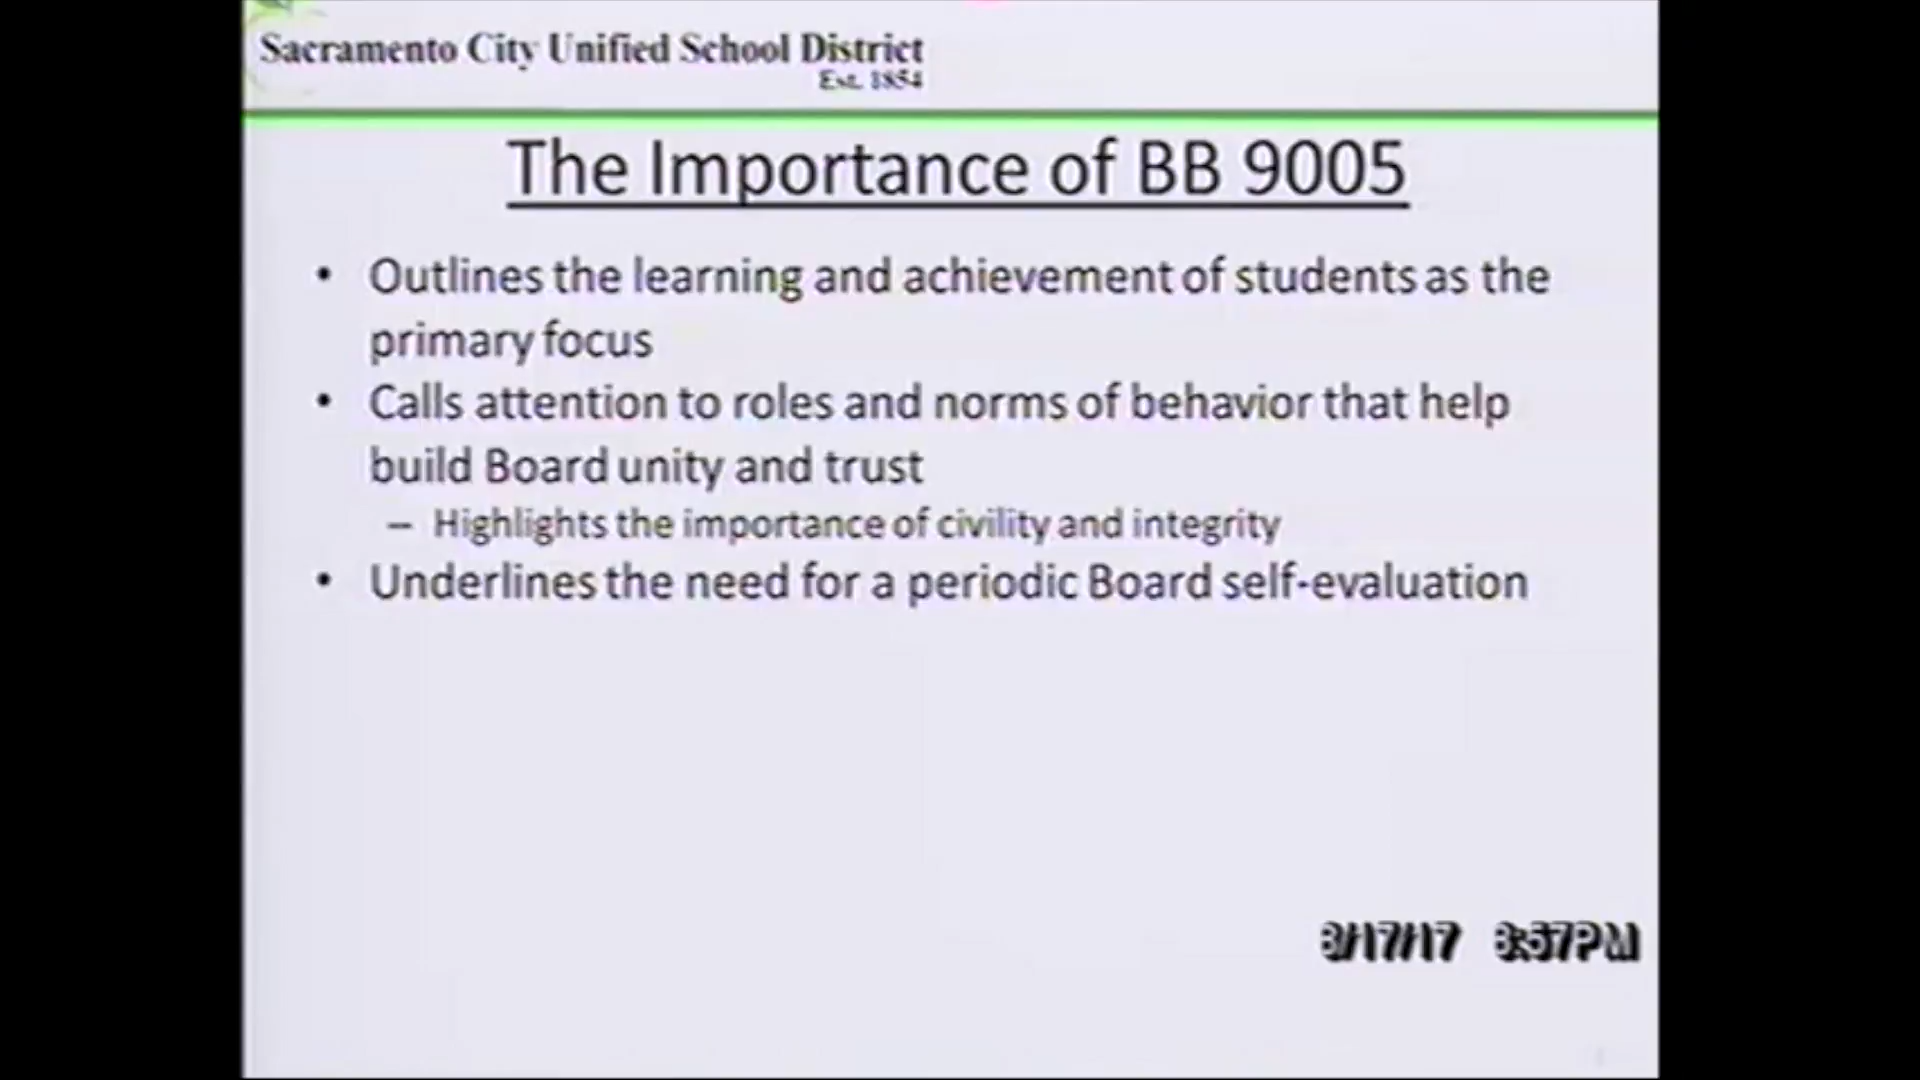 Sacramento City Unified School District
Est. 1854
The Importance of BB 9005
• Outlines the learning and achievement of students as the
primary focus
• Calls attention to roles and norms of behavior that help
build Board unity and trust
– Highlights the importance of civility and integrity
• Underlines the need for a periodic Board self-evaluation
8/17/17 8:57PM